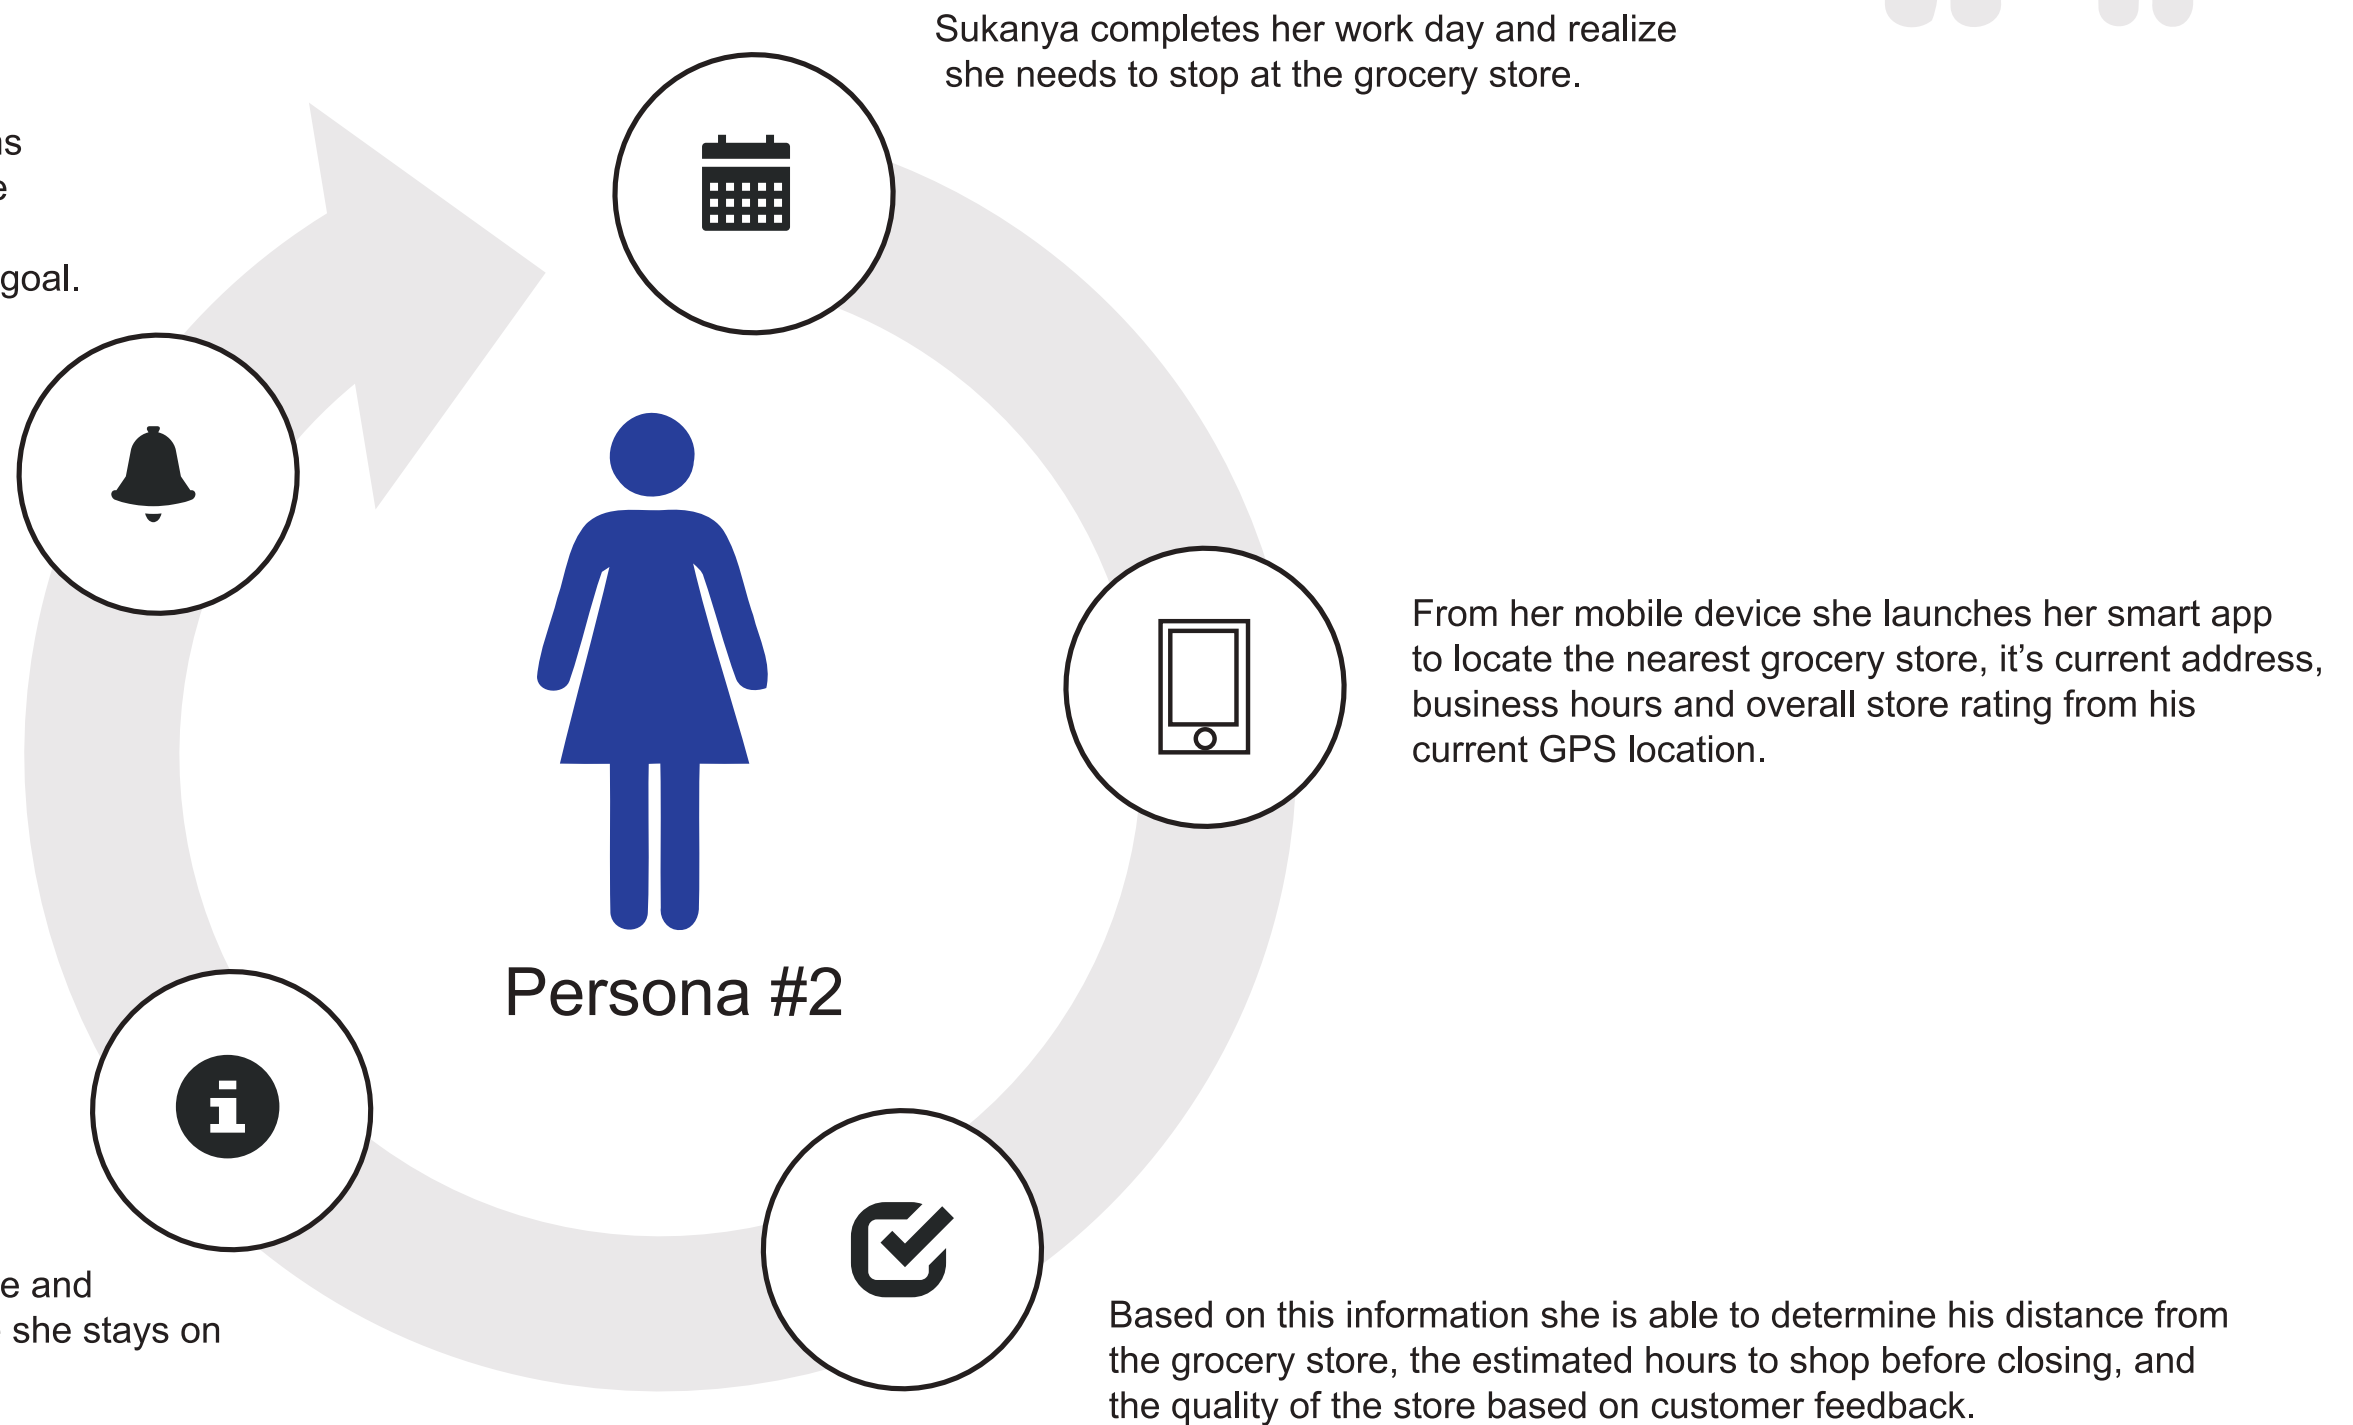 Sukanya completes her work day and realize
she needs to stop at the grocery store.
From her mobile device she launches her smart app
to locate the nearest grocery store, it’s current address,
business hours and overall store rating from his
current GPS location.
Based on this information she is able to determine his distance from
the grocery store, the estimated hours to shop before closing, and
the quality of the store based on customer feedback.
and
she stays on
goal.
Persona #2